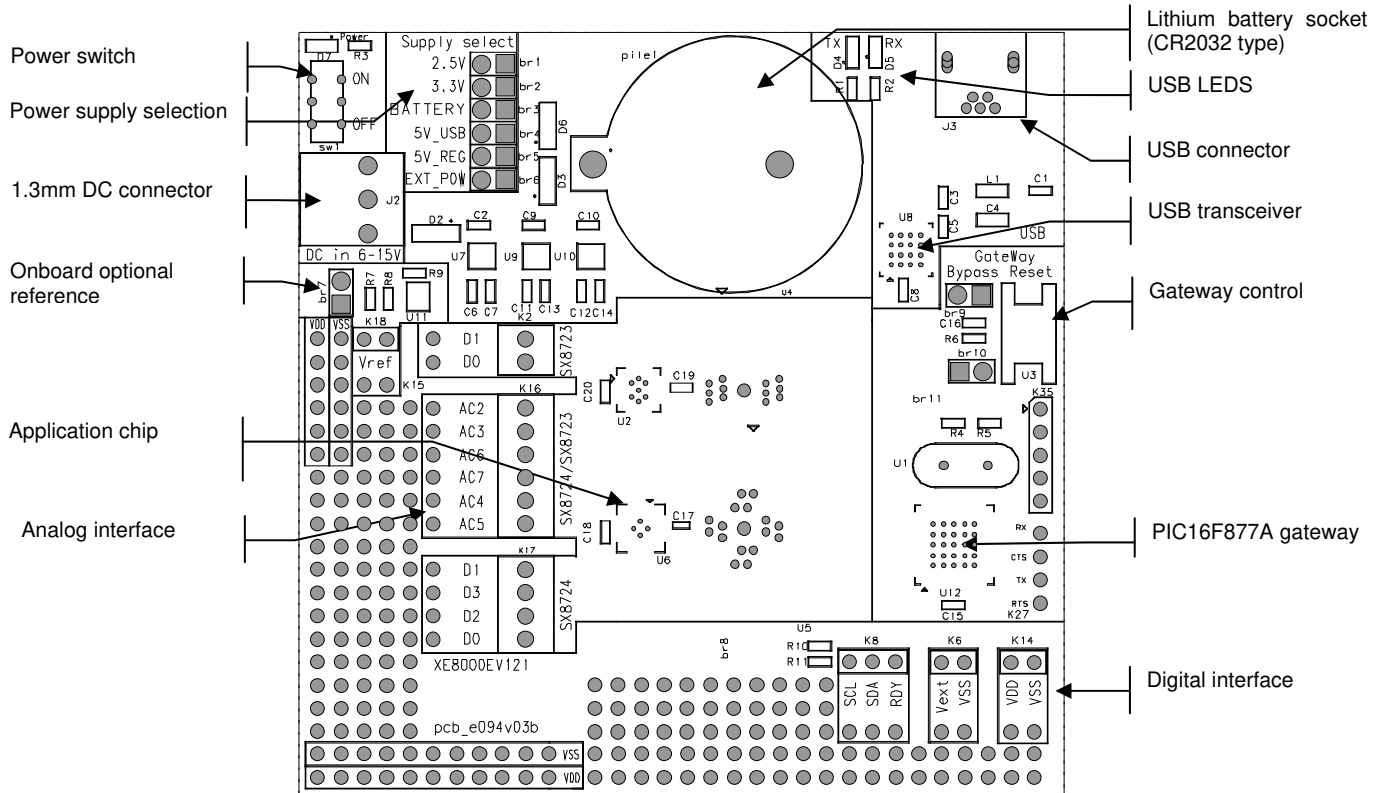 Power switch
Power supply selection
1.3mm DC connector
Onboard optional
reference
Application chip
Analog interface
Lithium battery socket
(CR2032 type)
USB LEDS
USB connector
USB transceiver
Gateway control
PIC16F877A gateway
Digital interface
Power
D7
R3
ON
OFF
SW1
Supply select
2.5V br1
3.3V br2
BATTERY br3
5V_USB br4
5V_REG br5
EXT_POW br6
D6
D3
pile1
TX RX
D4 D5
R1 R2
J3
J2
DC in 6-15V
D2
C2 C9 C10
U7 U9 U10
C6 C7 C11 C13 C12 C14
U4
C3 L1 C1
C5 C4
U8
USB
C8
GateWay
Bypass Reset
br9
C16
R6
br10
U3
br7
R7
R8
R9
U11
VDD VSS
K18
Vref
K15
K2
D1
D0
SX8723
K16
AC2
AC3
AC6
AC7
AC4
AC5
SX8724/SX8723
K17
D1
D3
D2
D0
SX8724
XE8000EV121
C20
U2
C19
C18
U6
C17
br11
K35
R4 R5
U1
RX
CTS
TX
RTS
K27
U12
C15
U5
br8
R10
R11
K8
SCL SDA RDY
K6
Vext VSS
K14
VDD VSS
pcb_e094v03b
VSS
VDD